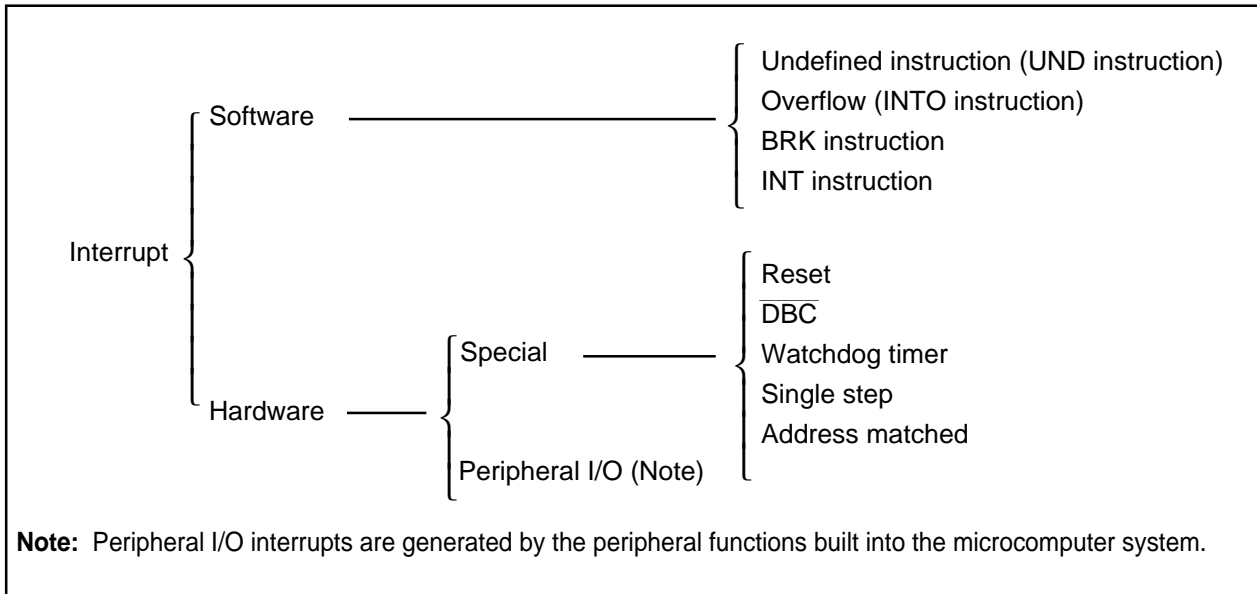 Undefined instruction (UND instruction)
Overflow (INTO instruction)
BRK instruction
INT instruction
Software
Interrupt
Hardware
Special
Peripheral I/O (Note)
Reset
D̅B̅C̅
Watchdog timer
Single step
Address matched
Note: Peripheral I/O interrupts are generated by the peripheral functions built into the microcomputer system.